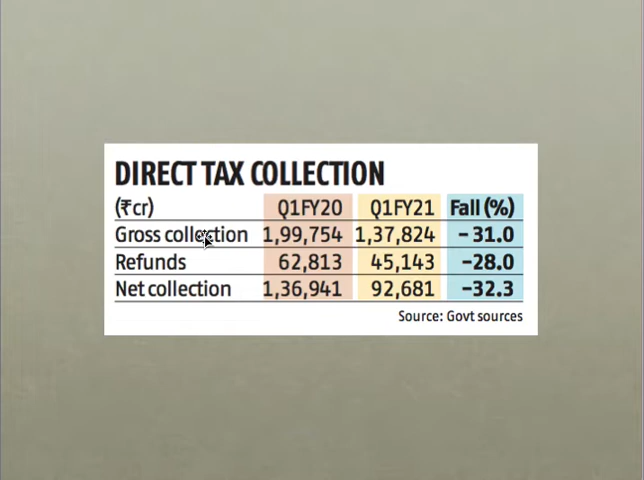 DIRECT TAX COLLECTION
(₹cr) Q1FY20 Q1FY21 Fall (%)
Gross collection 1,99,754 1,37,824 −31.0
Refunds 62,813 45,143 −28.0
Net collection 1,36,941 92,681 −32.3
Source: Govt sources